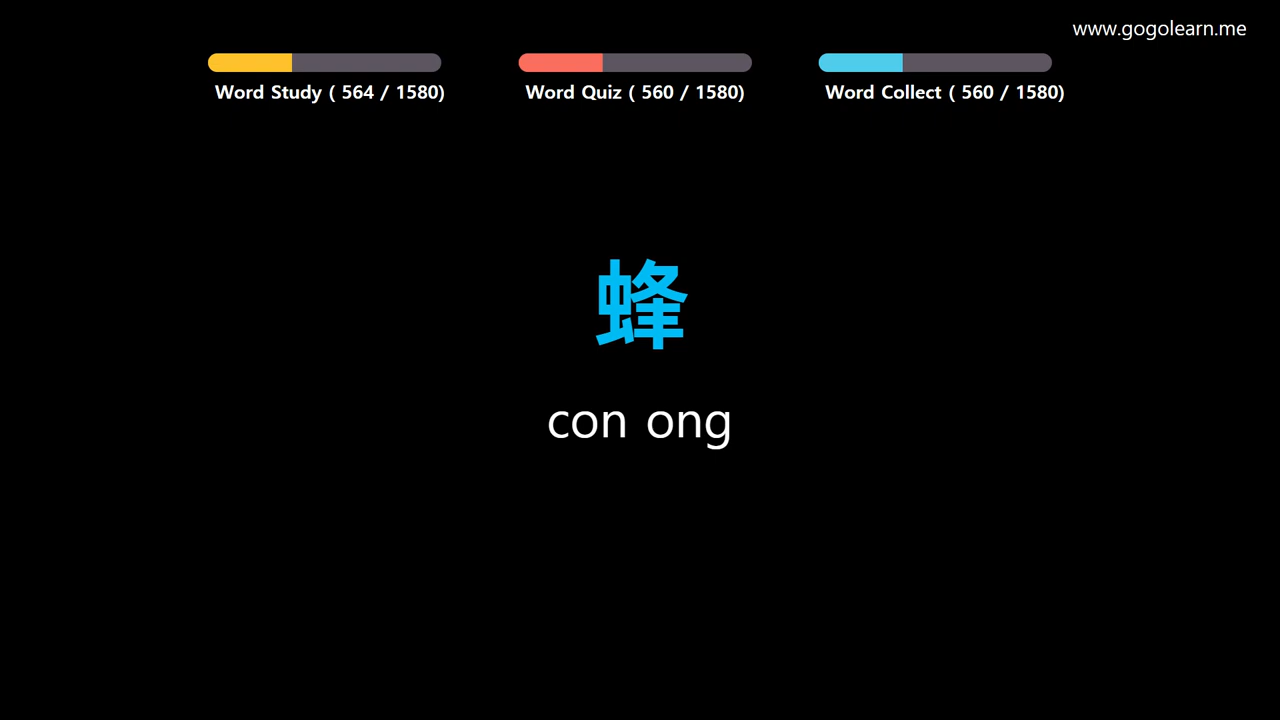 www.gogolearn.me
Word Study ( 564 / 1580)
Word Quiz ( 560 / 1580)
Word Collect ( 560 / 1580)
蜂
con ong